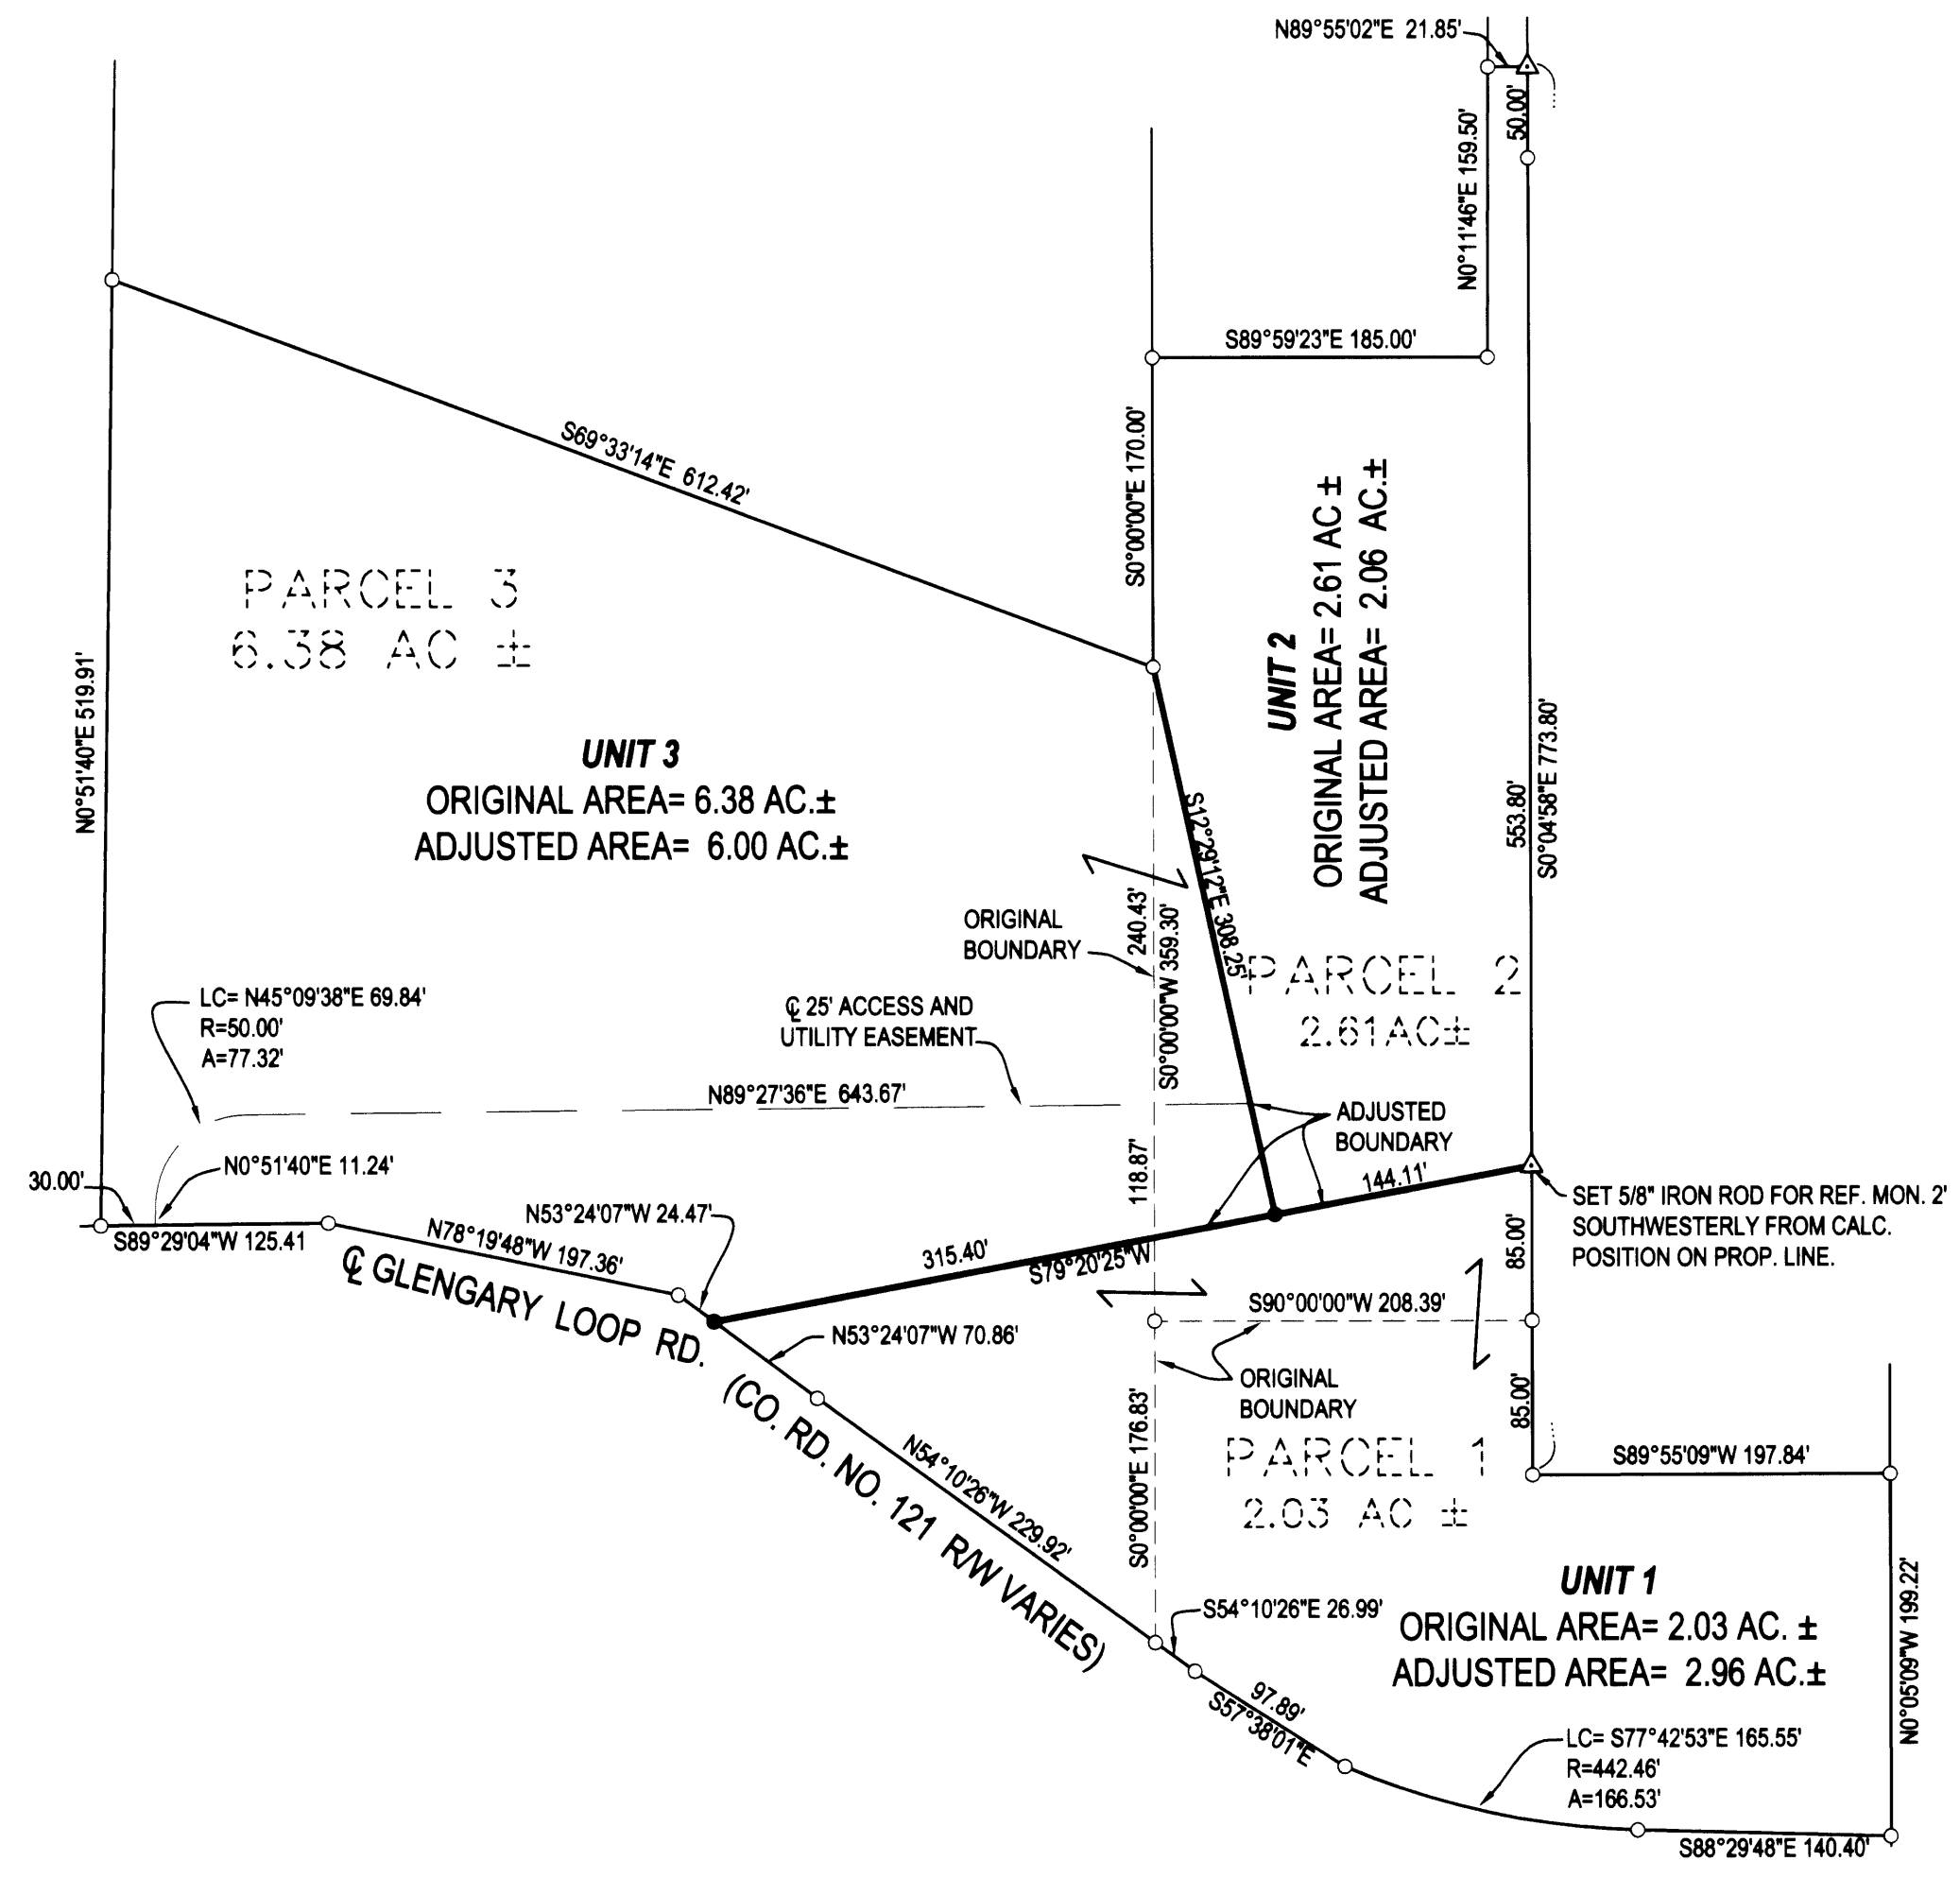 N89°55'02"E 21.85'
50.00'
N0°11'46"E 159.50'
S89°59'23"E 185.00'
S0°00'00"E 170.00'
S69°33'14"E 612.42'
PARCEL 3
6.38 AC ±
N0°51'40"E 519.91'
UNIT 3
ORIGINAL AREA= 6.38 AC.±
ADJUSTED AREA= 6.00 AC.±
UNIT 2
ORIGINAL AREA= 2.61 AC ±
ADJUSTED AREA= 2.06 AC.±
553.80'
S0°04'58"E 773.80'
S12°29'12"E 308.25'
240.43'
S0°00'00"W 359.30'
ORIGINAL
BOUNDARY
PARCEL 2
2.61AC±
LC= N45°09'38"E 69.84'
R=50.00'
A=77.32'
℄ 25' ACCESS AND
UTILITY EASEMENT
N89°27'36"E 643.67'
ADJUSTED
BOUNDARY
118.87'
144.11'
N0°51'40"E 11.24'
30.00'
S89°29'04"W 125.41
N78°19'48"W 197.36'
N53°24'07"W 24.47'
315.40'
S79°20'25"W
SET 5/8" IRON ROD FOR REF. MON. 2'
SOUTHWESTERLY FROM CALC.
POSITION ON PROP. LINE.
85.00'
S90°00'00"W 208.39'
℄ GLENGARY LOOP RD. (CO. RD. NO. 121 R/W VARIES)
N53°24'07"W 70.86'
ORIGINAL
BOUNDARY
85.00'
S0°00'00"E 176.83'
PARCEL 1
2.03 AC ±
N54°10'26"W 229.92'
S89°55'09"W 197.84'
UNIT 1
ORIGINAL AREA= 2.03 AC. ±
ADJUSTED AREA= 2.96 AC.±
N0°05'09"W 199.22'
S54°10'26"E 26.99'
97.89'
S57°38'01"E
LC= S77°42'53"E 165.55'
R=442.46'
A=166.53'
S88°29'48"E 140.40'